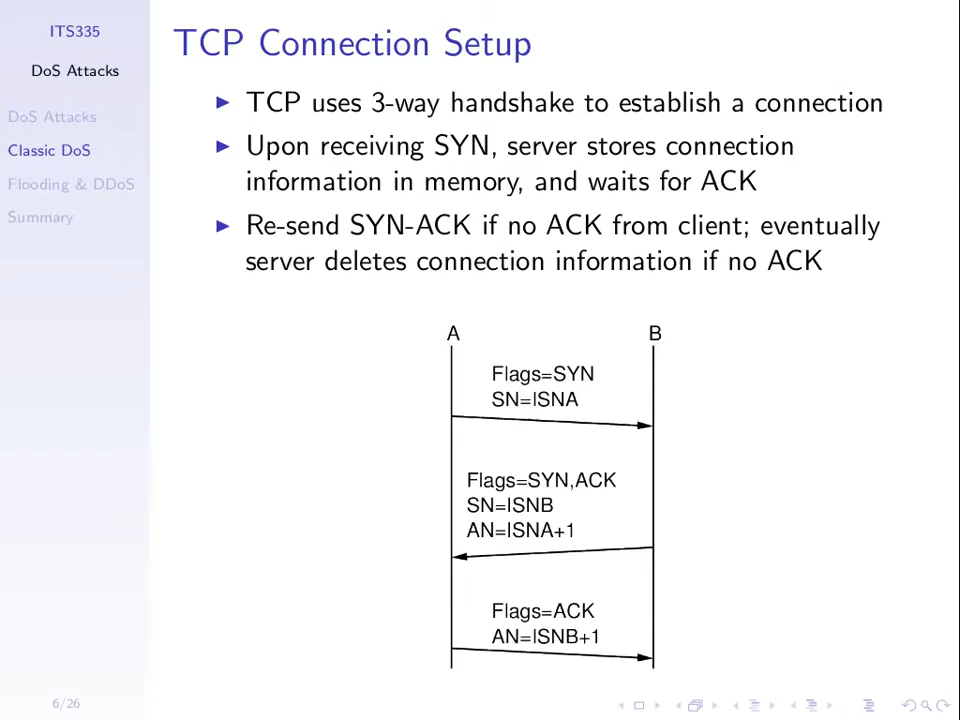 ITS335
DoS Attacks
DoS Attacks
Classic DoS
Flooding & DDoS
Summary
TCP Connection Setup
TCP uses 3-way handshake to establish a connection
Upon receiving SYN, server stores connection
information in memory, and waits for ACK
Re-send SYN-ACK if no ACK from client; eventually
server deletes connection information if no ACK
A B
Flags=SYN
SN=ISNA
Flags=SYN,ACK
SN=ISNB
AN=ISNA+1
Flags=ACK
AN=ISNB+1
6/26